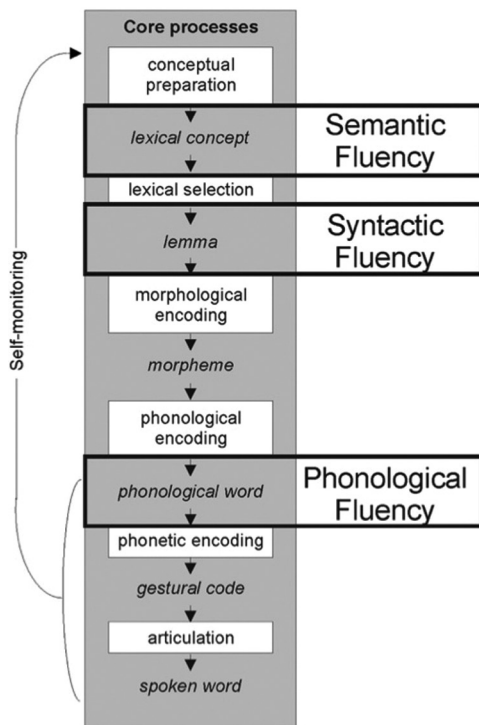 Core processes
conceptual
preparation
lexical concept
Semantic
Fluency
lexical selection
lemma
Syntactic
Fluency
morphological
encoding
morpheme
phonological
encoding
phonological word
Phonological
Fluency
phonetic encoding
gestural code
articulation
spoken word
Self-monitoring